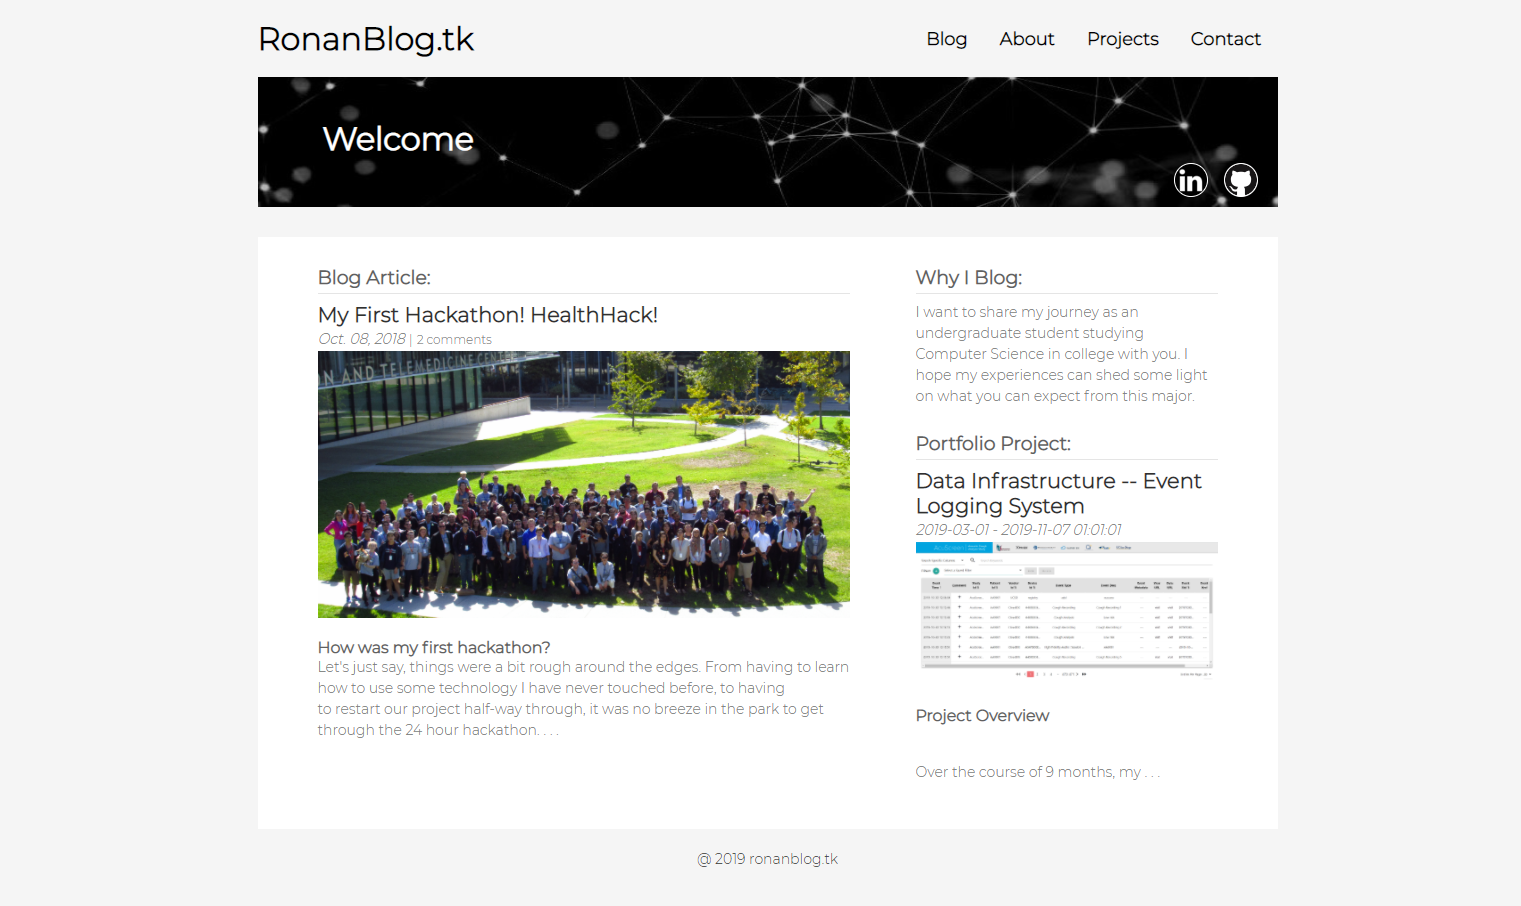 RonanBlog.tk
Blog About Projects Contact
Welcome
in
Blog Article:
My First Hackathon! HealthHack!
Oct. 08, 2018 | 2 comments
N AND TELEMEDICINE CENTER
How was my first hackathon?
Let's just say, things were a bit rough around the edges. From having to learn
how to use some technology I have never touched before, to having
to restart our project half-way through, it was no breeze in the park to get
through the 24 hour hackathon. . . .
Why I Blog:
I want to share my journey as an
undergraduate student studying
Computer Science in college with you. I
hope my experiences can shed some light
on what you can expect from this major.
Portfolio Project:
Data Infrastructure -- Event
Logging System
2019-03-01 - 2019-11-07 01:01:01
Project Overview
Over the course of 9 months, my . . .
@ 2019 ronanblog.tk